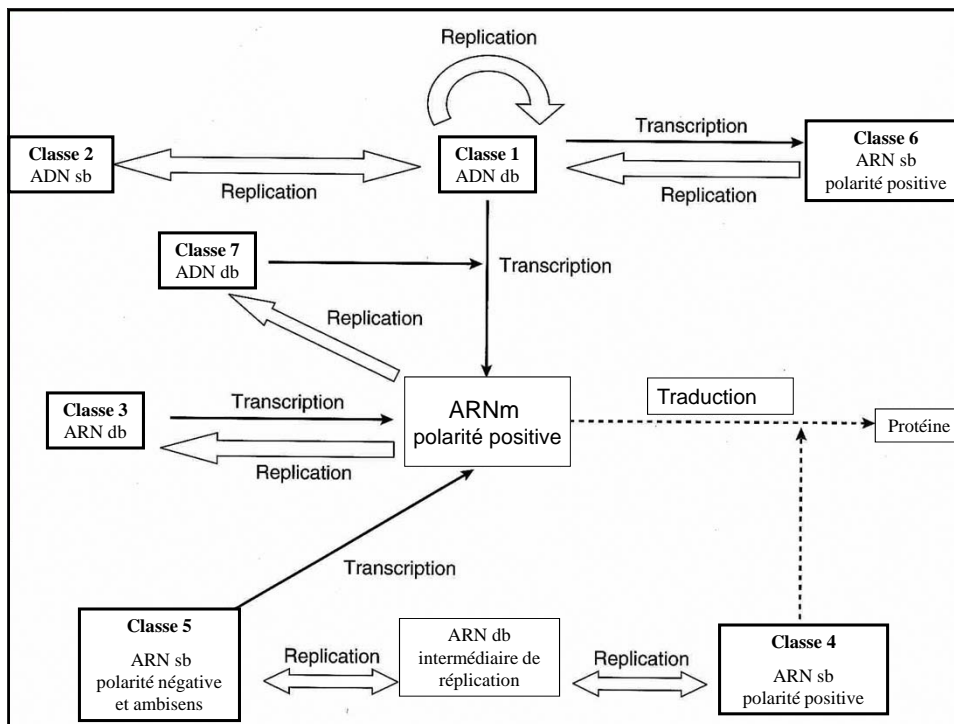 Replication
Classe 2
ADN sb
Replication
Classe 1
ADN db
Transcription
Replication
Classe 6
ARN sb
polarité positive
Classe 7
ADN db
Transcription
Replication
Classe 3
ARN db
Transcription
Replication
ARNm
polarité positive
Traduction
Protéine
Transcription
Classe 5
ARN sb
polarité négative
et ambisens
Replication
ARN db
intermédiaire de
réplication
Replication
Classe 4
ARN sb
polarité positive